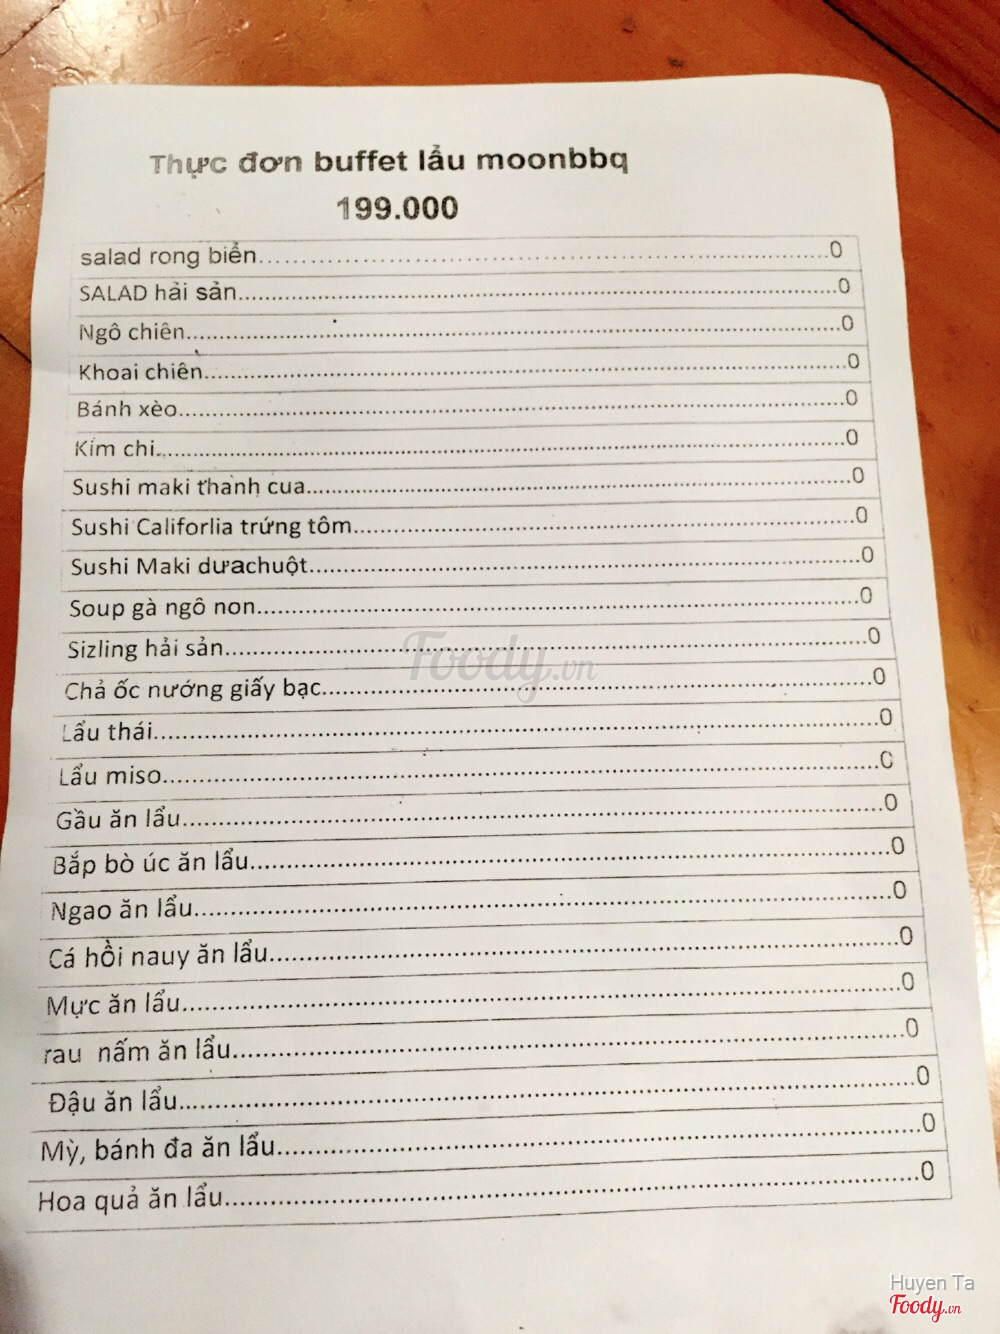 Thực đơn buffet lẩu moonbbq
199.000
salad rong biển.......................................................0
SALAD hải sản.......................................................0
Ngô chiên.......................................................0
Khoai chiên.......................................................0
Bánh xèo.......................................................0
Kim chi.......................................................0
Sushi maki thanh cua.......................................................0
Sushi Califorlia trứng tôm.......................................................0
Sushi Maki dưachuột.......................................................0
Soup gà ngô non.......................................................0
Sizling hải sản.......................................................0
Chả ốc nướng giấy bạc.......................................................0
Lẩu thái.......................................................0
Lẩu miso.......................................................0
Gầu ăn lẩu.......................................................0
Bắp bò úc ăn lẩu.......................................................0
Ngao ăn lẩu.......................................................0
Cá hồi nauy ăn lẩu.......................................................0
Mực ăn lẩu.......................................................0
rau nấm ăn lẩu.......................................................0
Đậu ăn lẩu.......................................................0
Mỳ, bánh đa ăn lẩu.......................................................0
Hoa quả ăn lẩu.......................................................0
Foody.vn
Huyen Ta
Foody.vn